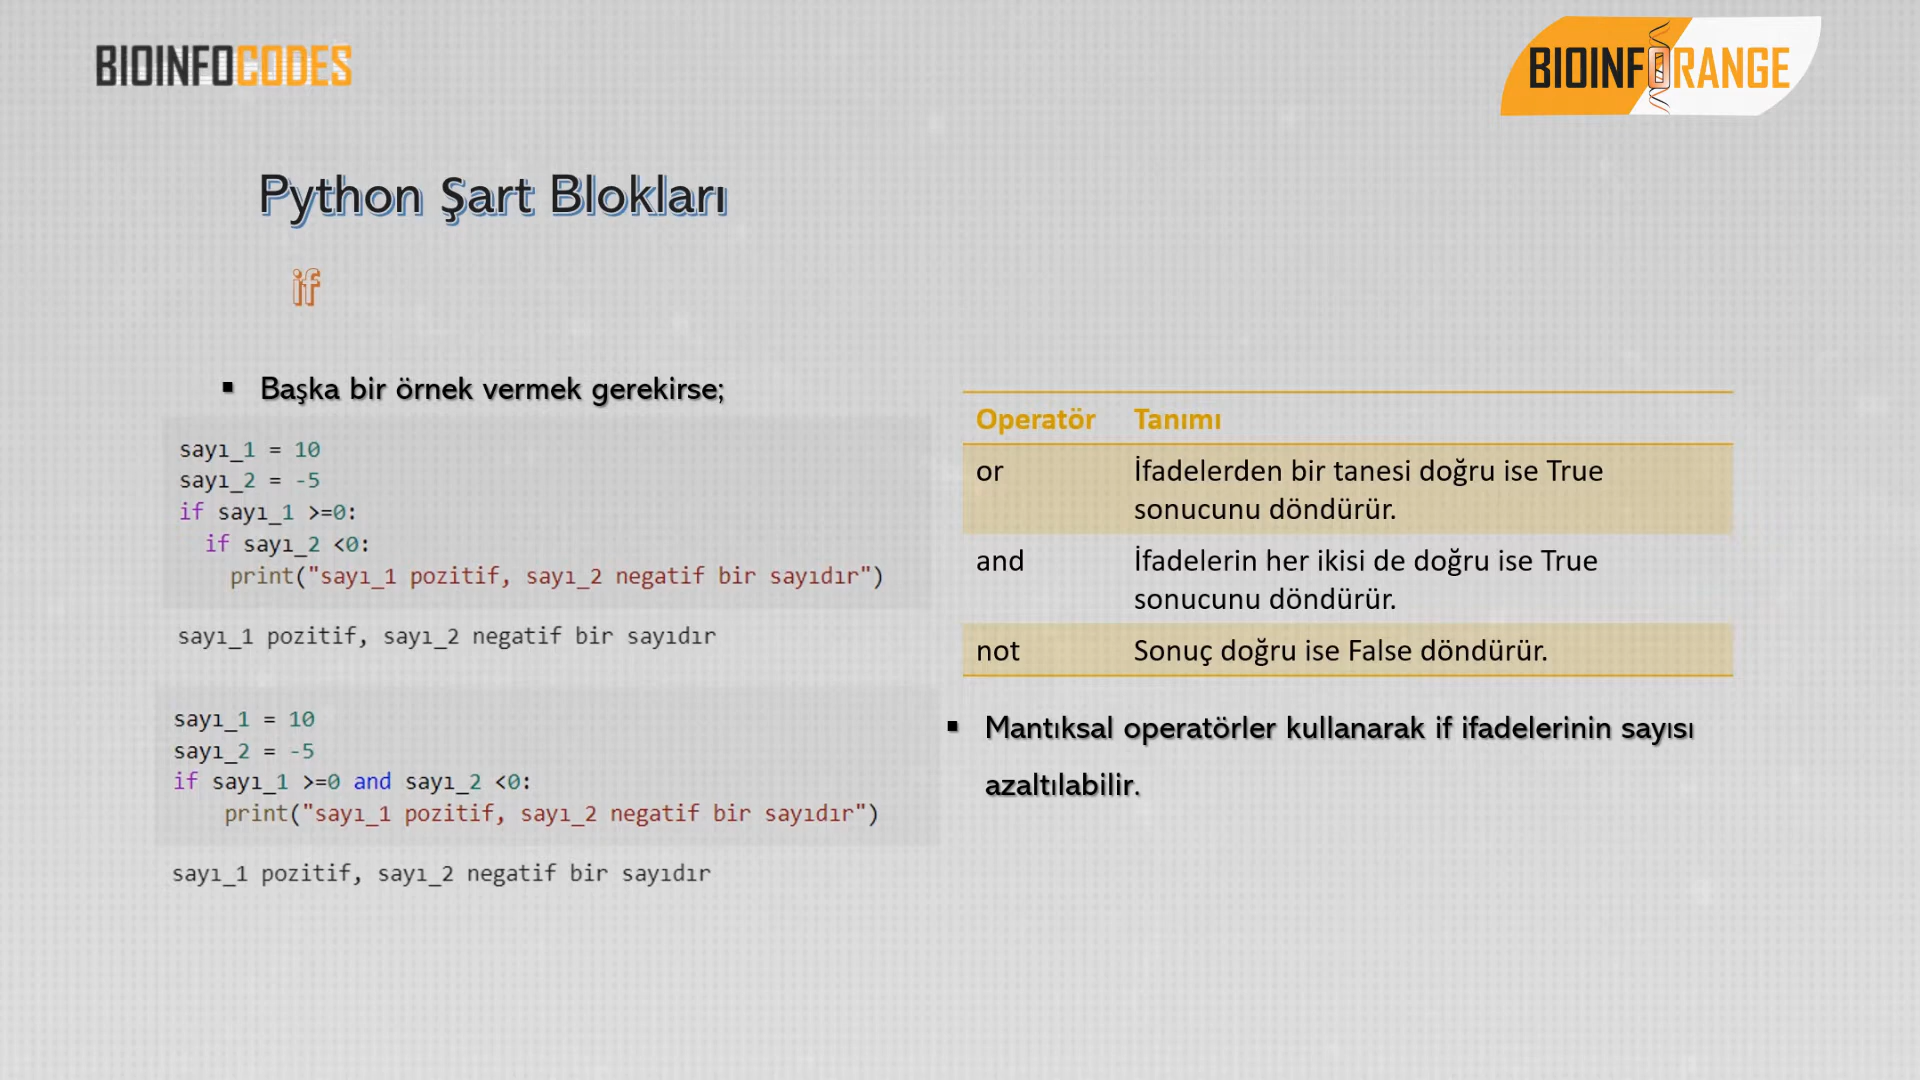 BIOINFOCODES
BIOINFORANGE
Python Şart Blokları
if
▪ Başka bir örnek vermek gerekirse;
sayı_1 = 10
sayı_2 = -5
if sayı_1 >=0:
  if sayı_2 <0:
    print("sayı_1 pozitif, sayı_2 negatif bir sayıdır")
sayı_1 pozitif, sayı_2 negatif bir sayıdır
sayı_1 = 10
sayı_2 = -5
if sayı_1 >=0 and sayı_2 <0:
    print("sayı_1 pozitif, sayı_2 negatif bir sayıdır")
sayı_1 pozitif, sayı_2 negatif bir sayıdır
Operatör Tanımı
or İfadelerden bir tanesi doğru ise True
sonucunu döndürür.
and İfadelerin her ikisi de doğru ise True
sonucunu döndürür.
not Sonuç doğru ise False döndürür.
▪ Mantıksal operatörler kullanarak if ifadelerinin sayısı
azaltılabilir.